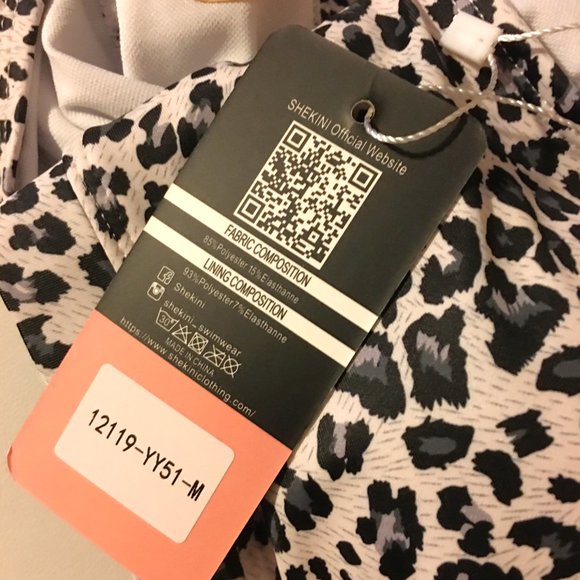 SHEKINI Official Website
FABRIC COMPOSITION
85%Polyester 15%Elasthanne
LINING COMPOSITION
93%Polyester7%Elasthanne
Shekini
shekini_swimwear
30°
MADE IN CHINA
https://www.shekiniclothing.com/
12119-YY51-M